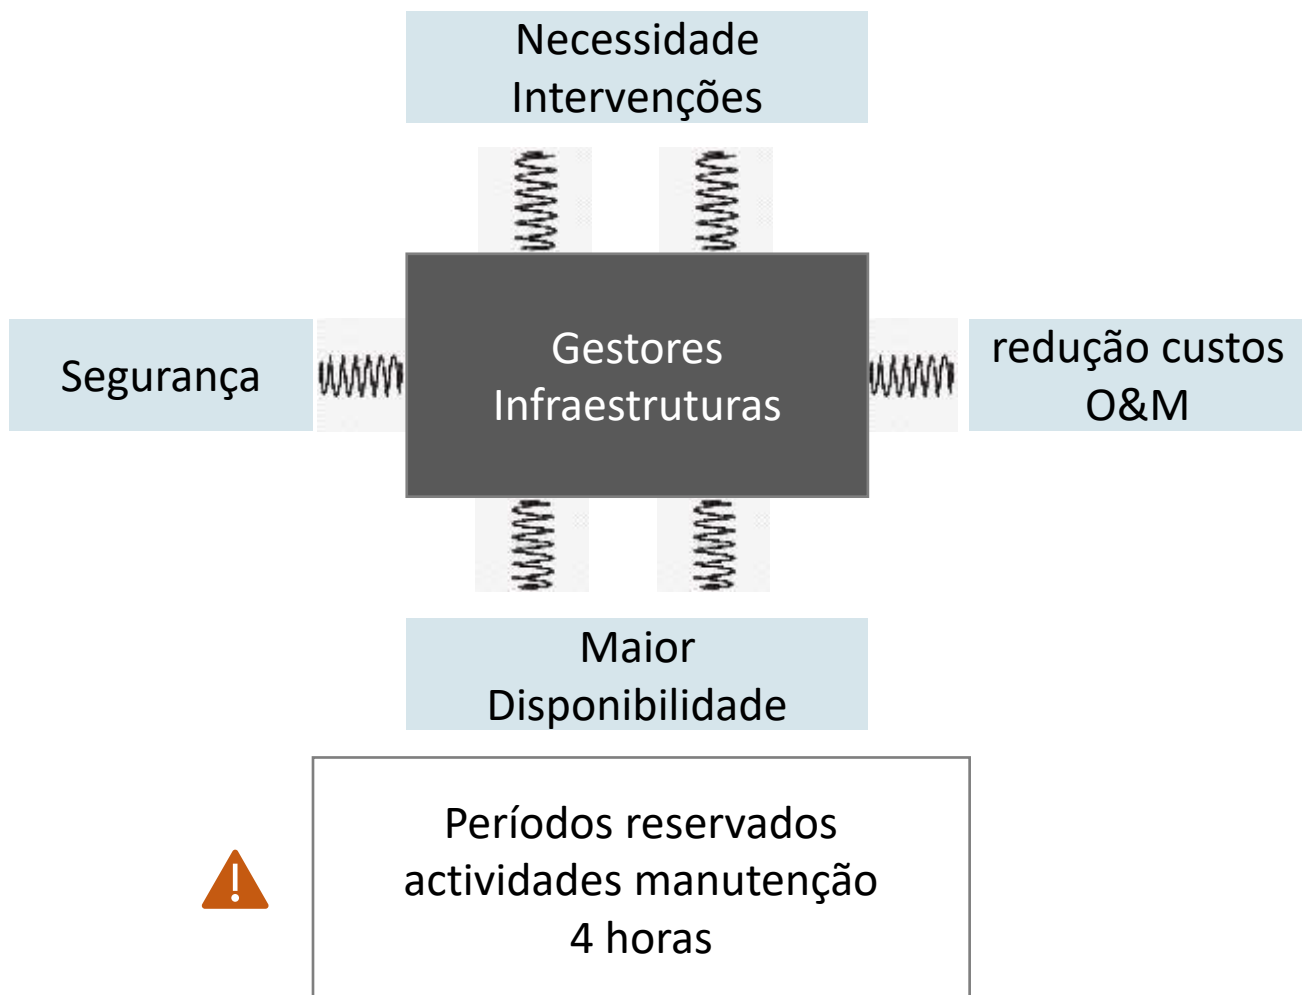 Necessidade
Intervenções
Gestores
Infraestruturas
Segurança
redução custos
O&M
Maior
Disponibilidade
Períodos reservados
actividades manutenção
4 horas